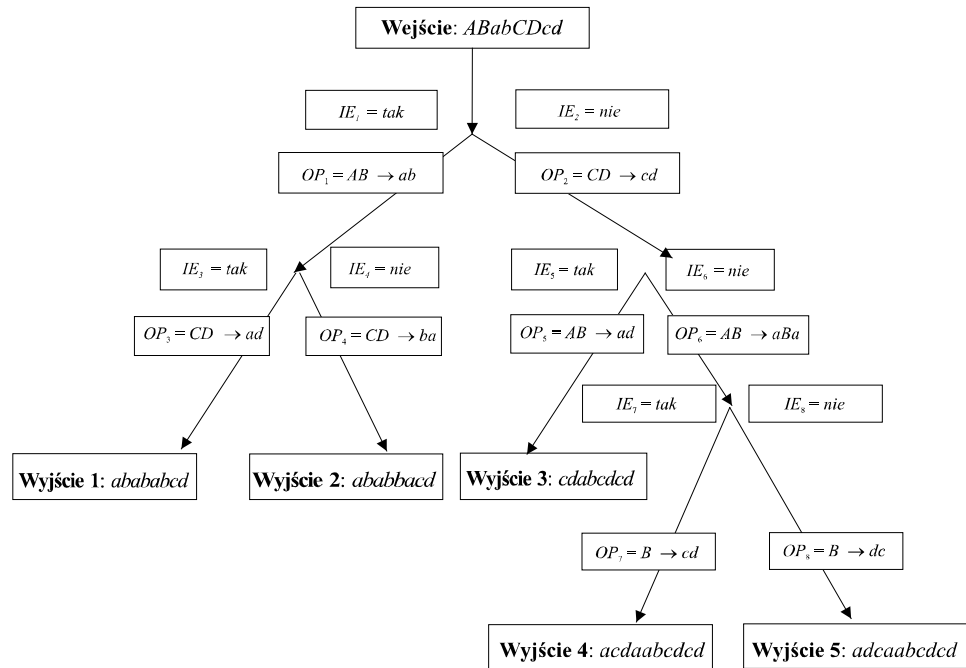 Wejście: ABabCDcd
IE₁ = tak
IE₂ = nie
OP₁ = AB → ab
OP₂ = CD → cd
IE₃ = tak
IE₄ = nie
IE₅ = tak
IE₆ = nie
OP₃ = CD → ad
OP₄ = CD → ba
OP₅ = AB → ad
OP₆ = AB → aBa
IE₇ = tak
IE₈ = nie
Wyjście 1: abababcd
Wyjście 2: ababbacd
Wyjście 3: cdabcdcd
OP₇ = B → cd
OP₈ = B → dc
Wyjście 4: acdaabcdcd
Wyjście 5: adcaabcdcd